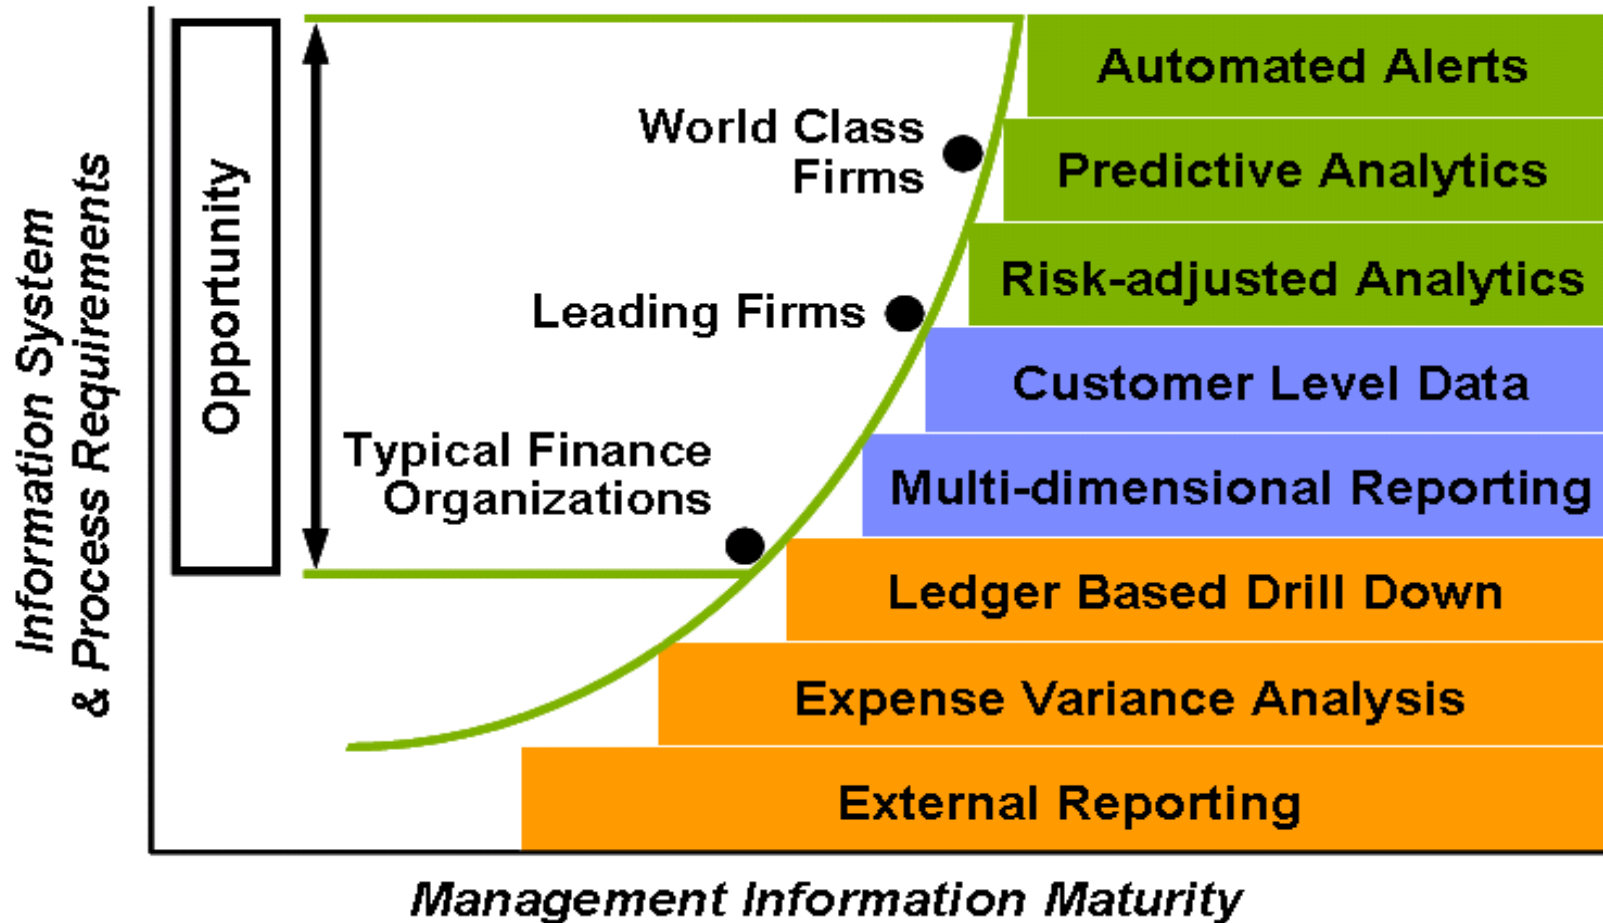 Information System
& Process Requirements
Opportunity
World Class
Firms
Leading Firms
Typical Finance
Organizations
Automated Alerts
Predictive Analytics
Risk-adjusted Analytics
Customer Level Data
Multi-dimensional Reporting
Ledger Based Drill Down
Expense Variance Analysis
External Reporting
Management Information Maturity